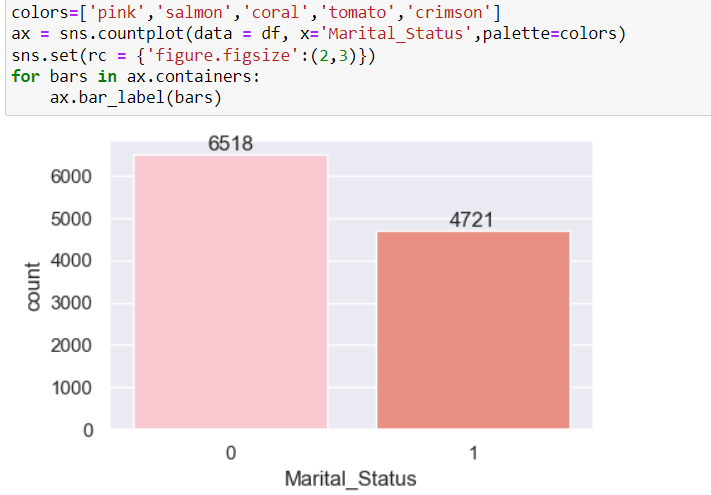 colors=['pink','salmon','coral','tomato','crimson']
ax = sns.countplot(data = df, x='Marital_Status',palette=colors)
sns.set(rc = {'figure.figsize':(2,3)})
for bars in ax.containers:
    ax.bar_label(bars)
6518
6000
5000
4721
4000
count
3000
2000
1000
0
0 1
Marital_Status